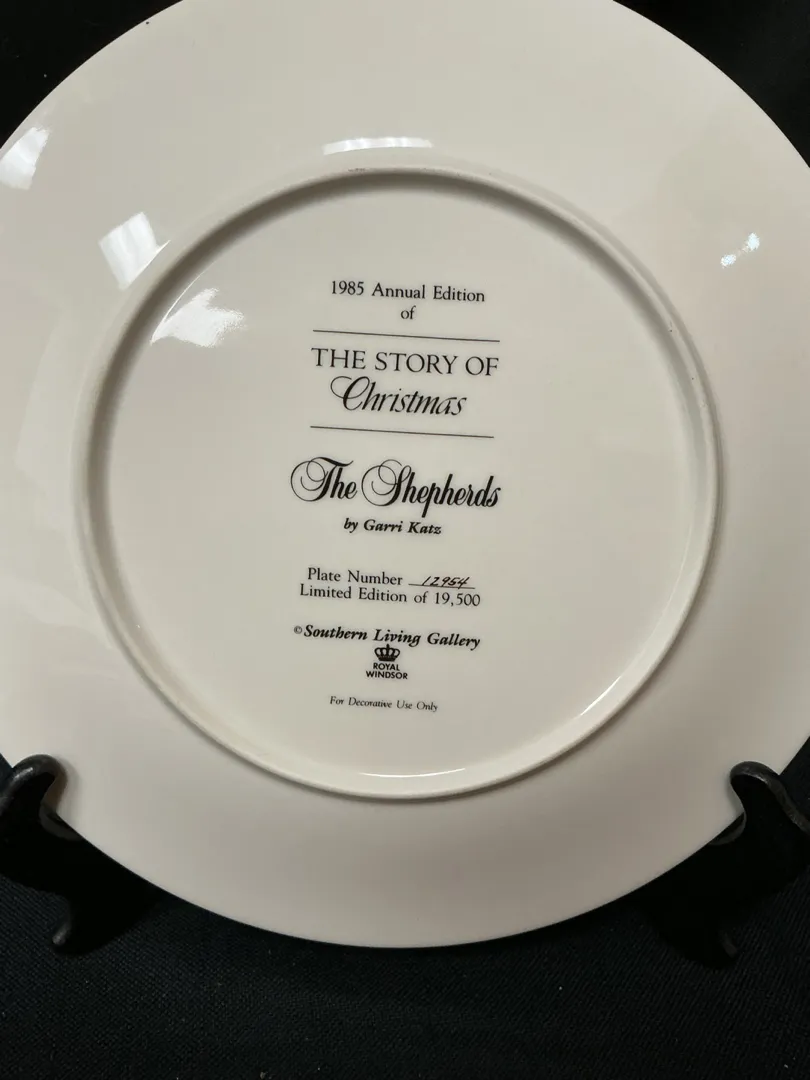 1985 Annual Edition
of
THE STORY OF
Christmas
The Shepherds
by Garri Katz
Plate Number 12954
Limited Edition of 19,500
©Southern Living Gallery
ROYAL
WINDSOR
For Decorative Use Only